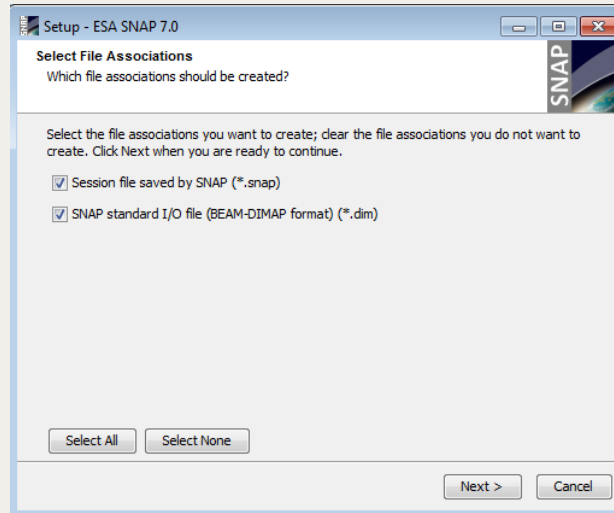 Setup - ESA SNAP 7.0
Select File Associations
Which file associations should be created?
SNAP
Select the file associations you want to create; clear the file associations you do not want to
create. Click Next when you are ready to continue.
Session file saved by SNAP (*.snap)
SNAP standard I/O file (BEAM-DIMAP format) (*.dim)
Select All Select None
Next > Cancel